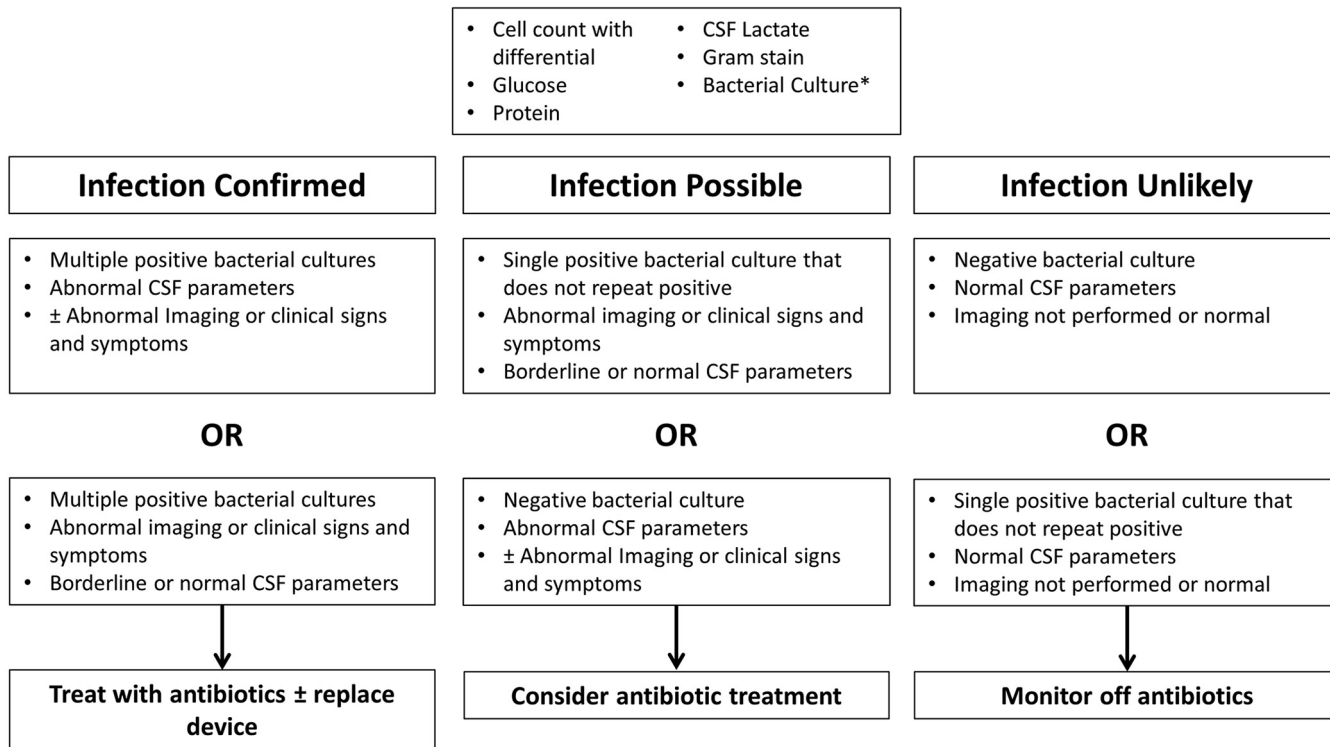 • Cell count with
differential
• Glucose
• Protein
• CSF Lactate
• Gram stain
• Bacterial Culture*
Infection Confirmed
Infection Possible
Infection Unlikely
• Multiple positive bacterial cultures
• Abnormal CSF parameters
• ± Abnormal Imaging or clinical signs
and symptoms
• Single positive bacterial culture that
does not repeat positive
• Abnormal imaging or clinical signs and
symptoms
• Borderline or normal CSF parameters
• Negative bacterial culture
• Normal CSF parameters
• Imaging not performed or normal
OR
OR
OR
• Multiple positive bacterial cultures
• Abnormal imaging or clinical signs and
symptoms
• Borderline or normal CSF parameters
• Negative bacterial culture
• Abnormal CSF parameters
• ± Abnormal Imaging or clinical signs
and symptoms
• Single positive bacterial culture that
does not repeat positive
• Normal CSF parameters
• Imaging not performed or normal
Treat with antibiotics ± replace
device
Consider antibiotic treatment
Monitor off antibiotics